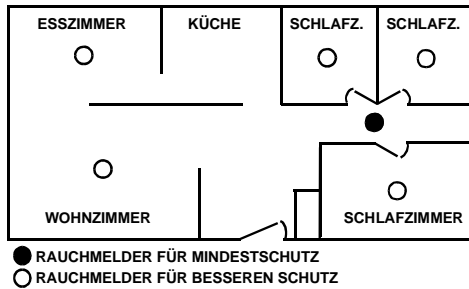 ESSZIMMER KÜCHE SCHLAFZ. SCHLAFZ.
WOHNZIMMER SCHLAFZIMMER
RAUCHMELDER FÜR MINDESTSCHUTZ
RAUCHMELDER FÜR BESSEREN SCHUTZ